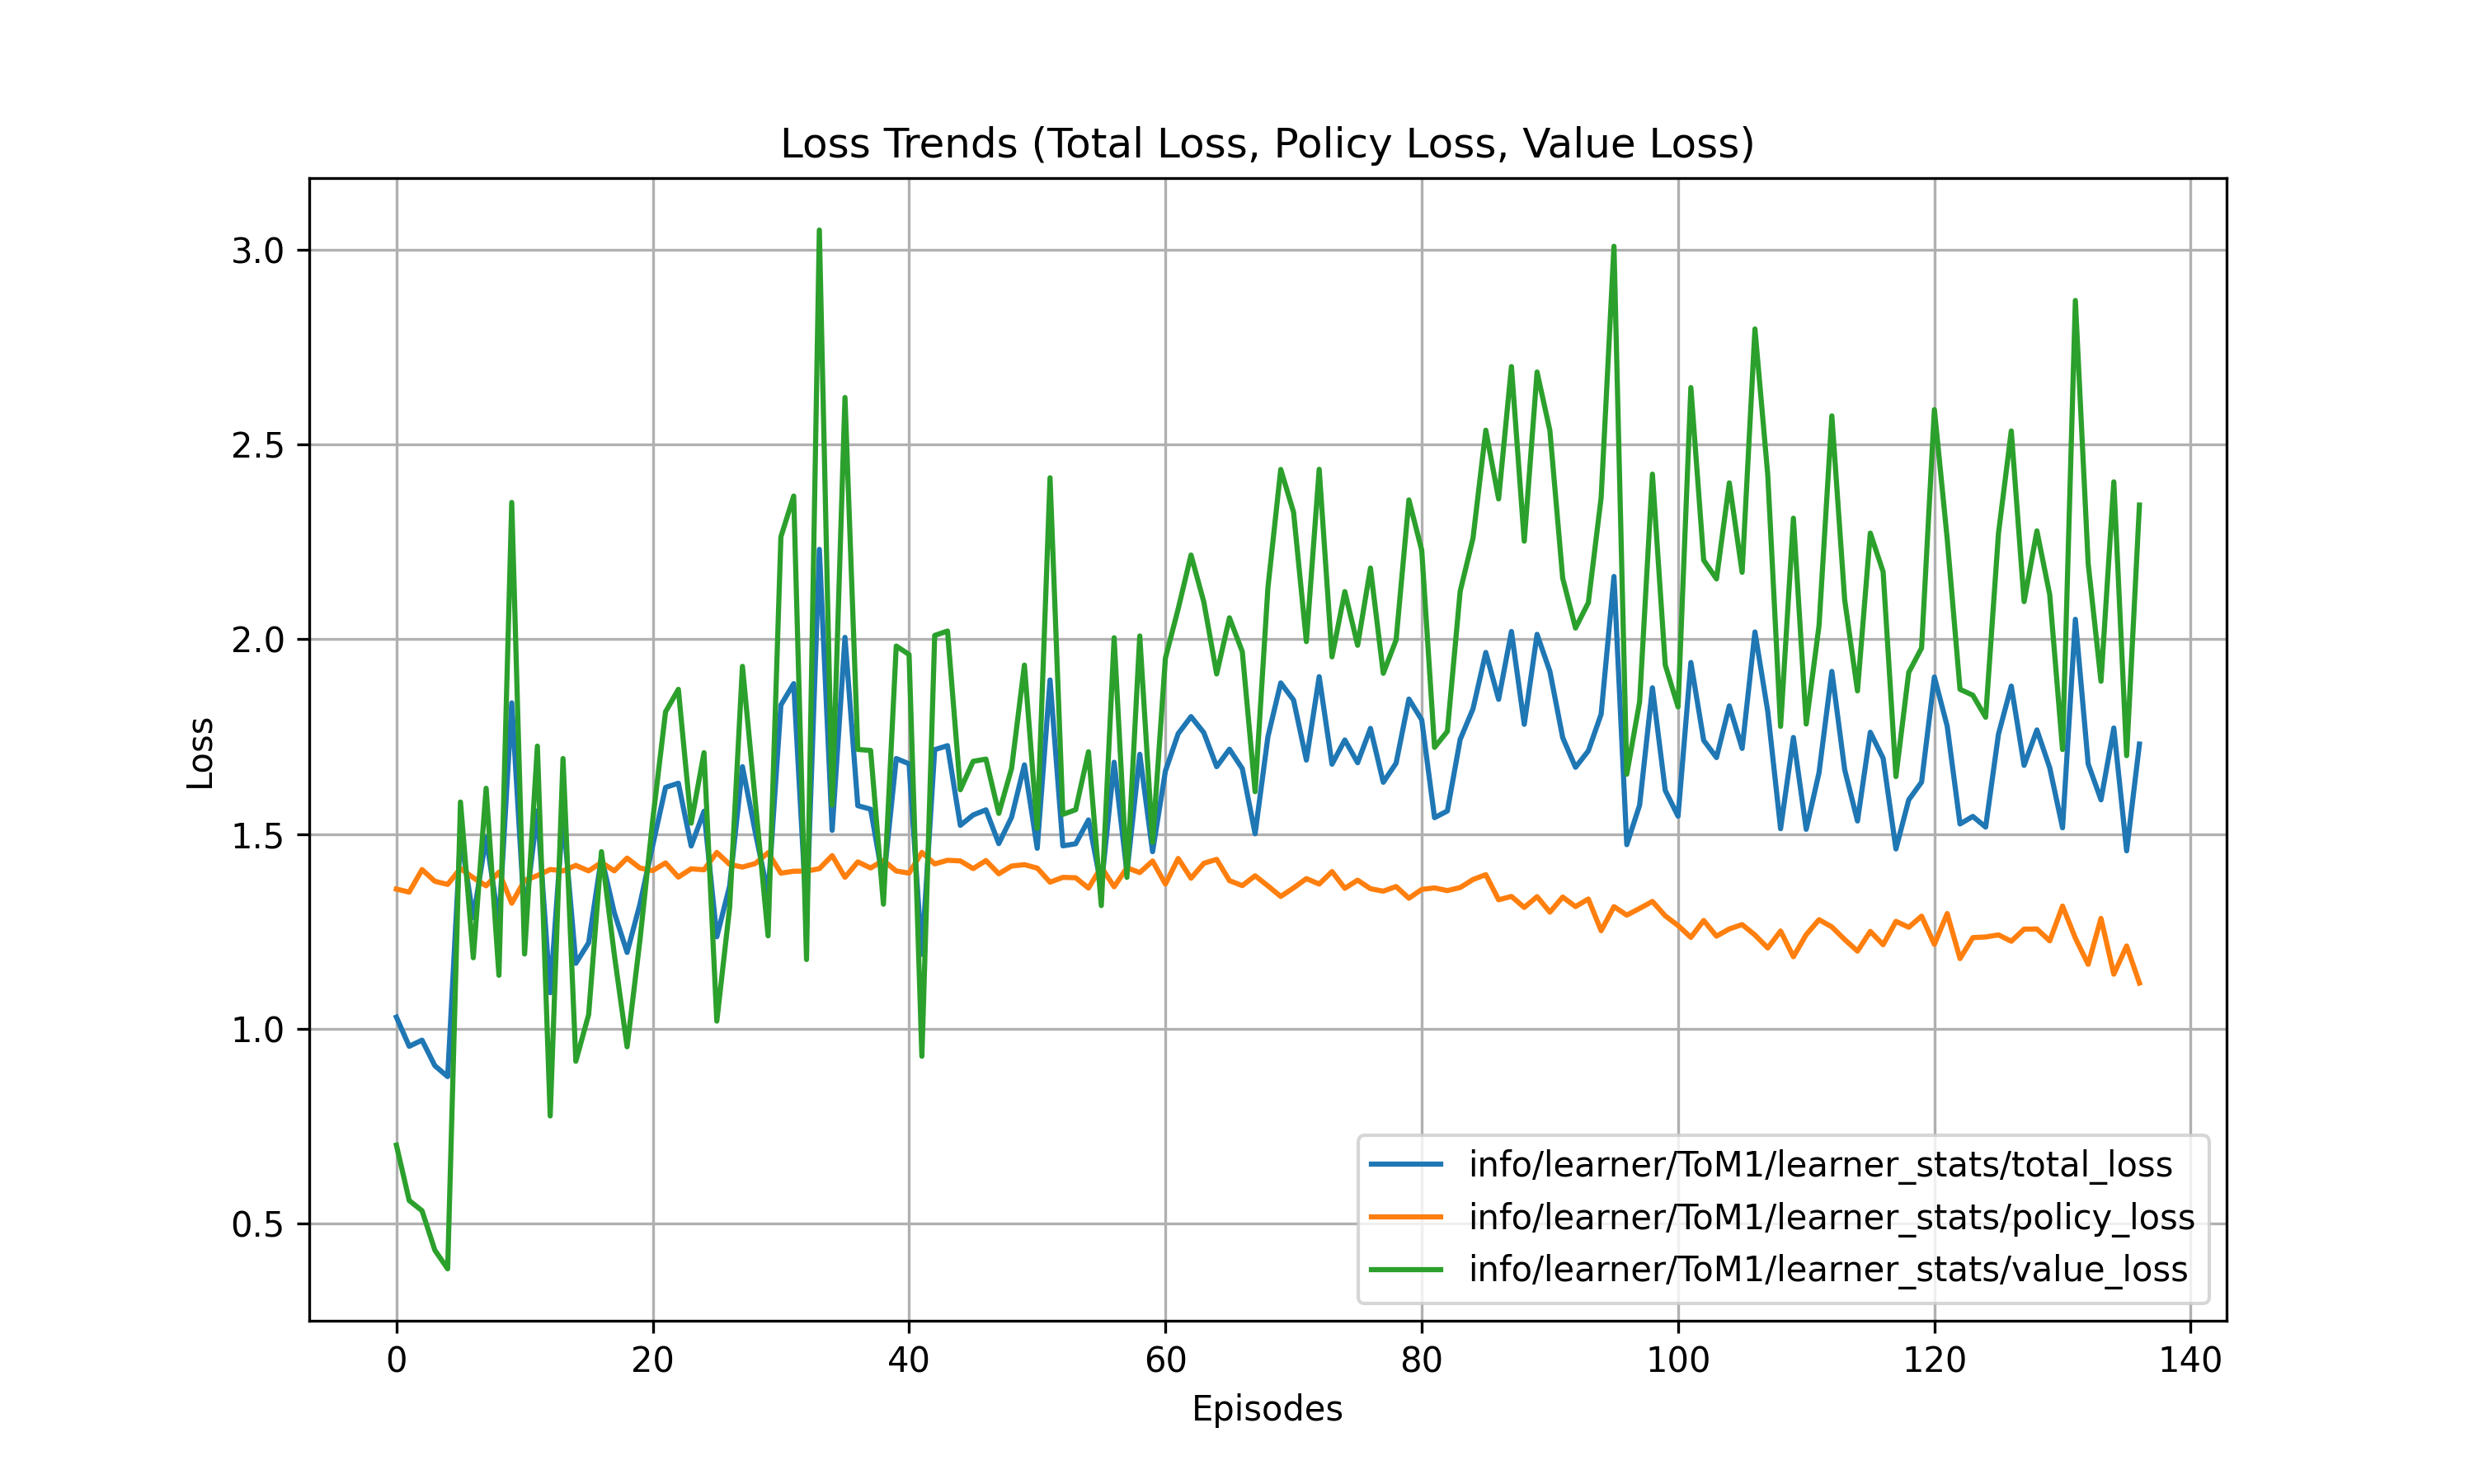 Loss Trends (Total Loss, Policy Loss, Value Loss)
3.0
2.5
2.0
1.5
1.0
0.5
Loss
0 20 40 60 80 100 120 140
Episodes
info/learner/ToM1/learner_stats/total_loss
info/learner/ToM1/learner_stats/policy_loss
info/learner/ToM1/learner_stats/value_loss